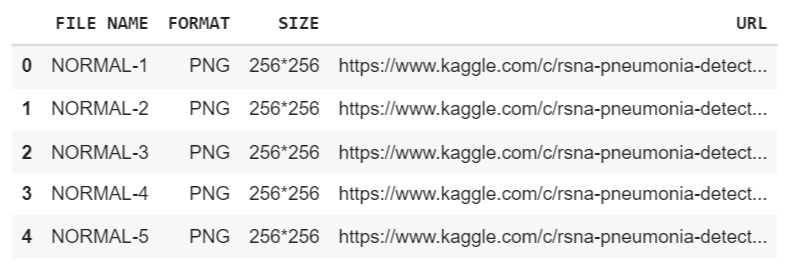 FILE NAME FORMAT SIZE URL
0 NORMAL-1 PNG 256*256 https://www.kaggle.com/c/rsna-pneumonia-detect...
1 NORMAL-2 PNG 256*256 https://www.kaggle.com/c/rsna-pneumonia-detect...
2 NORMAL-3 PNG 256*256 https://www.kaggle.com/c/rsna-pneumonia-detect...
3 NORMAL-4 PNG 256*256 https://www.kaggle.com/c/rsna-pneumonia-detect...
4 NORMAL-5 PNG 256*256 https://www.kaggle.com/c/rsna-pneumonia-detect...